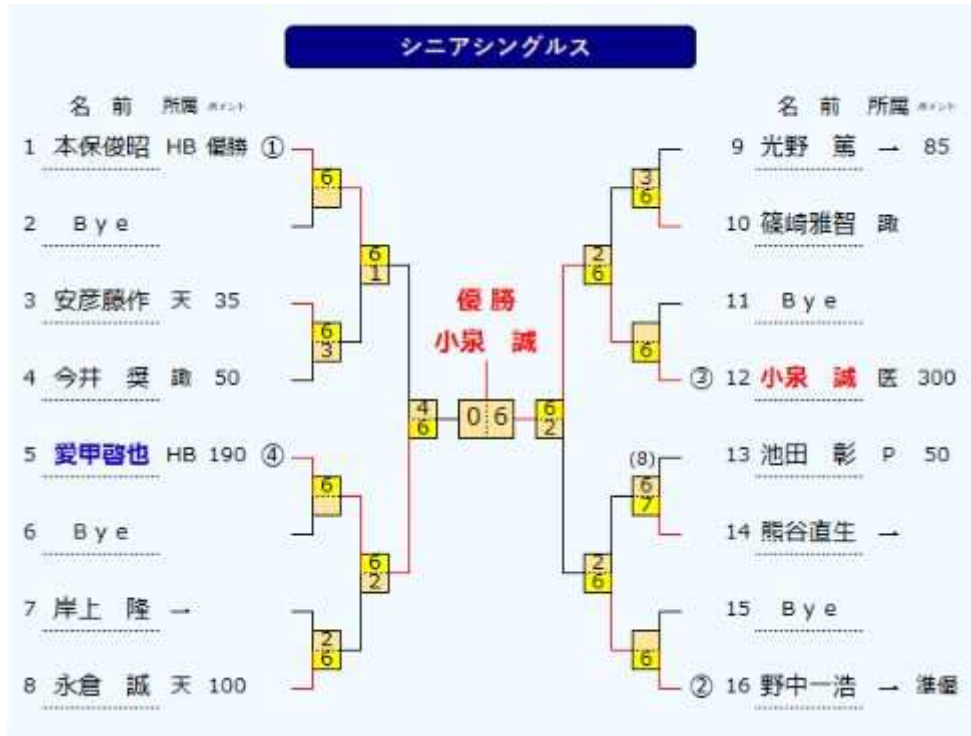 シニアシングルス
名 前 所属 ポイント
1 本保俊昭 HB 優勝 ①
2 Bye
3 安彦藤作 天 35
4 今井 奨 諏 50
5 愛甲啓也 HB 190 ④
6 Bye
7 岸上 隆 →
8 永倉 誠 天 100
6
6
3
6
2
6
6
1
6
2
4
6
優勝
小泉 誠
0 6
6
2
2
6
2
6
3
6
6
(8)
6
7
6
名 前 所属 ポイント
9 光野 篤 → 85
10 篠崎雅智 諏
11 Bye
③ 12 小泉 誠 医 300
13 池田 彰 P 50
14 熊谷直生 →
15 Bye
② 16 野中一浩 → 準優